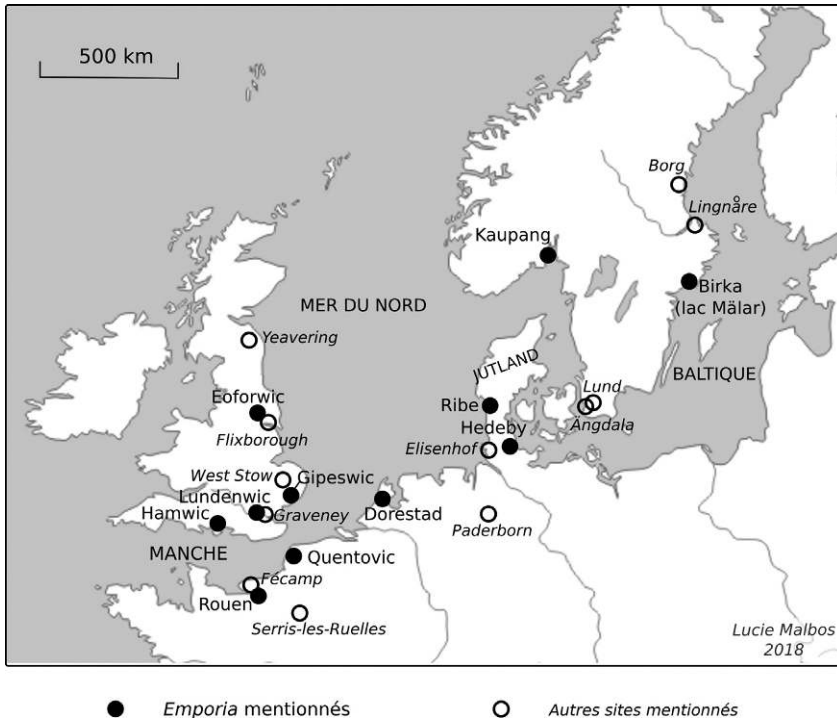 500 km
Borg
Lingnåre
Kaupang
Birka
(lac Mälar)
MER DU NORD
Yeavering
JUTLAND
BALTIQUE
Lund
Ribe
Ängdala
Eoforwic
Hedeby
Flixborough
Elisenhof
West Stow
Gipeswic
Lundenwic
Hamwic
Graveney
Dorestad
Paderborn
MANCHE
Quentovic
Fécamp
Rouen
Serris-les-Ruelles
Lucie Malbos
2018
Emporia mentionnés
Autres sites mentionnés